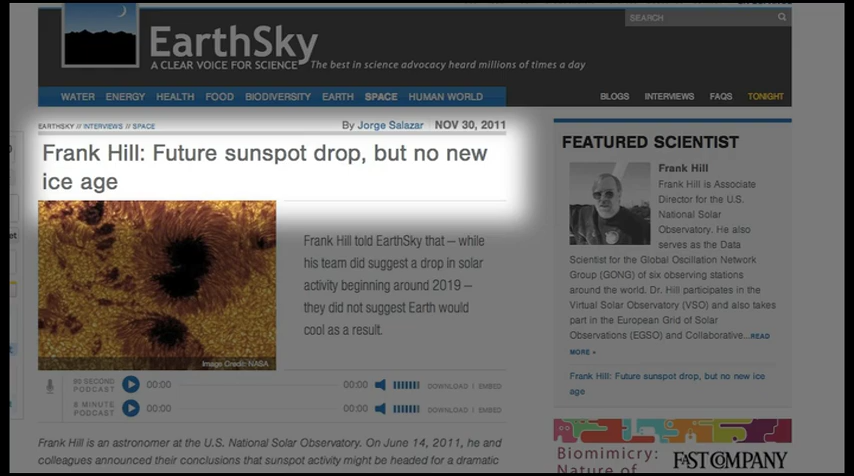 EarthSky
A CLEAR VOICE FOR SCIENCE
The best in science advocacy heard millions of times a day
SEARCH
WATER ENERGY HEALTH FOOD BIODIVERSITY EARTH SPACE HUMAN WORLD
BLOGS INTERVIEWS FAQS TONIGHT
EARTHSKY // INTERVIEWS // SPACE
By Jorge Salazar NOV 30, 2011
Frank Hill: Future sunspot drop, but no new
ice age
Image Credit: NASA
Frank Hill told EarthSky that – while
his team did suggest a drop in solar
activity beginning around 2019 –
they did not suggest Earth would
cool as a result.
90 SECOND
PODCAST
00:00 00:00 DOWNLOAD | EMBED
8 MINUTE
PODCAST
00:00 00:00 DOWNLOAD | EMBED
Frank Hill is an astronomer at the U.S. National Solar Observatory. On June 14, 2011, he and
colleagues announced their conclusions that sunspot activity might be headed for a dramatic
FEATURED SCIENTIST
Frank Hill
Frank Hill is Associate
Director for the U.S.
National Solar
Observatory. He also
serves as the Data
Scientist for the Global Oscillation Network
Group (GONG) of six observing stations
around the world. Dr. Hill participates in the
Virtual Solar Observatory (VSO) and also takes
part in the European Grid of Solar
Observations (EGSO) and Collaborative...READ
MORE »
Frank Hill: Future sunspot drop, but no new ice
age
Biomimicry:
Nature of
FAST COMPANY